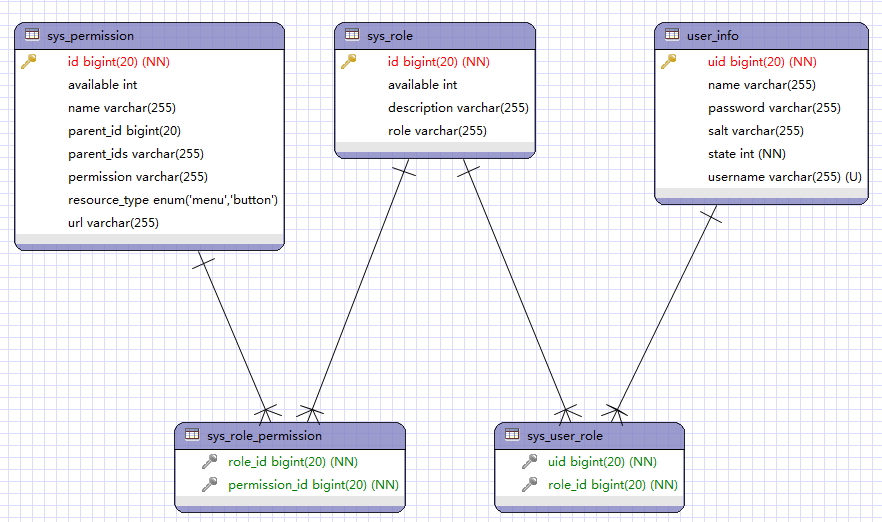 sys_permission
id bigint(20) (NN)
available int
name varchar(255)
parent_id bigint(20)
parent_ids varchar(255)
permission varchar(255)
resource_type enum('menu','button')
url varchar(255)
sys_role
id bigint(20) (NN)
available int
description varchar(255)
role varchar(255)
user_info
uid bigint(20) (NN)
name varchar(255)
password varchar(255)
salt varchar(255)
state int (NN)
username varchar(255) (U)
sys_role_permission
role_id bigint(20) (NN)
permission_id bigint(20) (NN)
sys_user_role
uid bigint(20) (NN)
role_id bigint(20) (NN)